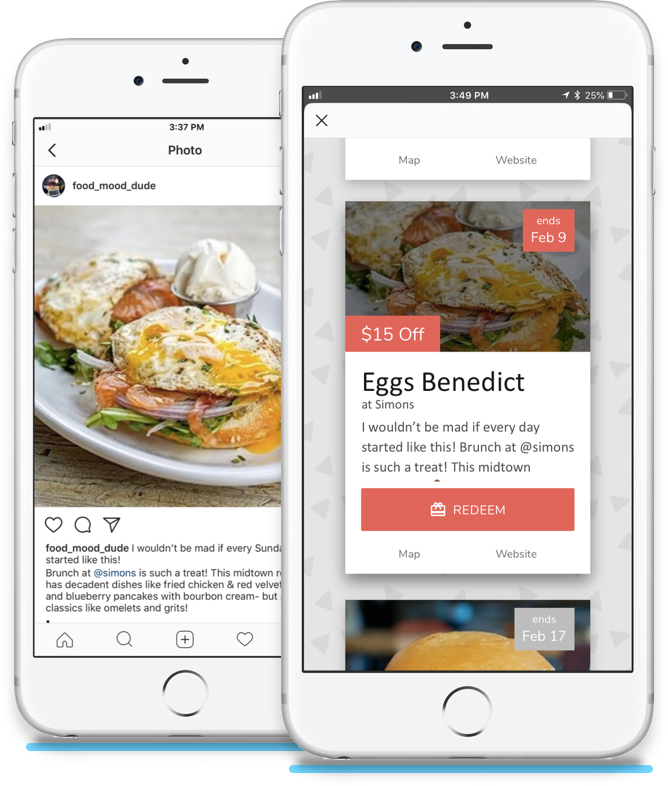 3:37 PM
Photo
food_mood_dude
food_mood_dude I wouldn't be mad if every Sunda
started like this!
Brunch at @simons is such a treat! This midtown r
has decadent dishes like fried chicken & red velvet
and blueberry pancakes with bourbon cream- but
classics like omelets and grits!
3:49 PM
25%
Map Website
ends
Feb 9
$15 Off
Eggs Benedict
at Simons
I wouldn't be mad if every day
started like this! Brunch at @simons
is such a treat! This midtown
REDEEM
Map Website
ends
Feb 17